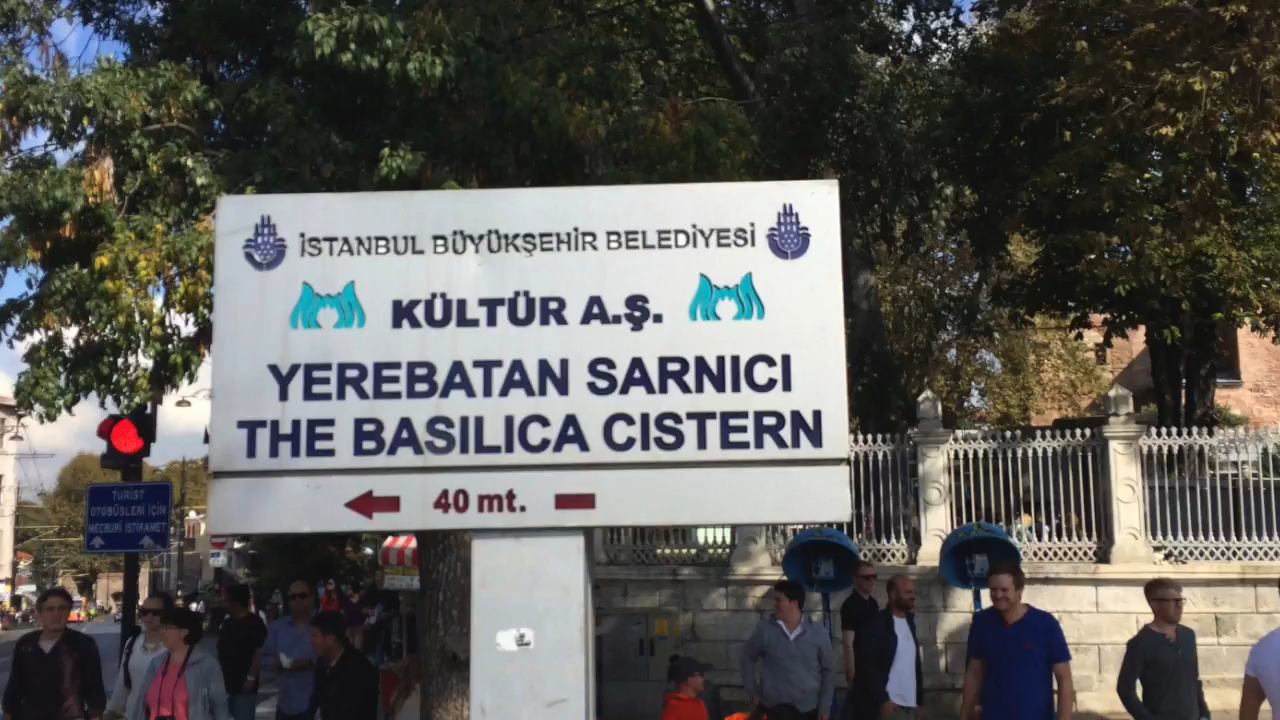 İSTANBUL BÜYÜKŞEHİR BELEDİYESİ
KÜLTÜR A.Ş.
YEREBATAN SARNICI
THE BASILICA CISTERN
40 mt.
TURİST
OTOBÜSLERİ İÇİN
MECBURİ İSTİKAMET